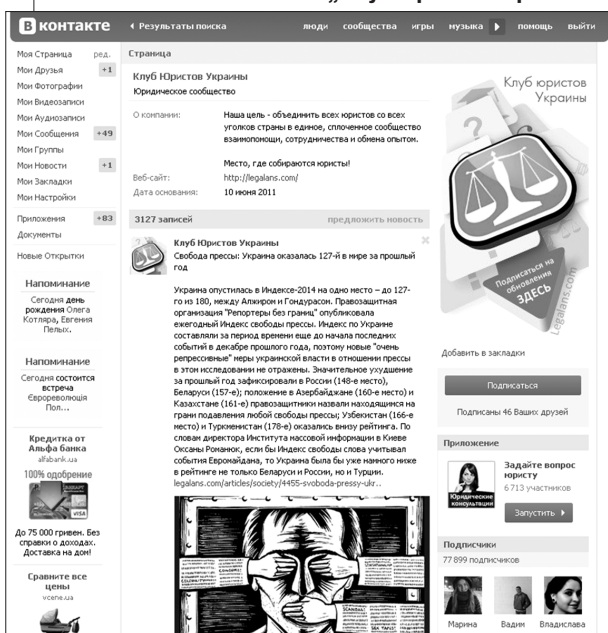 В контакте
Результаты поиска
люди сообщества игры музыка помощь выйти
Моя Страница ред.
Мои Друзья +1
Мои Фотографии
Мои Видеозаписи
Мои Аудиозаписи
Мои Сообщения +49
Мои Группы
Мои Новости +1
Мои Закладки
Мои Настройки
Приложения +83
Документы
Новые Открытки
Напоминание
Сегодня день
рождения Олега
Котляра, Евгения
Пелых.
Напоминание
Сегодня состоится
встреча
Єврореволюція
Пол...
Кредитка от
Альфа банка
alfabank.ua
100% одобрение
До 75 000 гривен. Без
справки о доходах.
Доставка на дом!
Сравните все
цены
vcene.ua
Страница
Клуб Юристов Украины
Юридическое сообщество
О компании: Наша цель - объединить всех юристов со всех
уголков страны в единое, сплоченное сообщество
взаимопомощи, сотрудничества и обмена опытом.
Место, где собираются юристы!
Веб-сайт: http://legalans.com/
Дата основания: 10 июня 2011
3127 записей предложить новость
Клуб Юристов Украины
Свобода прессы: Украина оказалась 127-й в мире за прошлый
год
Украина опустилась в Индексе-2014 на одно место – до 127-
го из 180, между Алжиром и Гондурасом. Правозащитная
организация "Репортеры без границ" опубликовала
ежегодный Индекс свободы прессы. Индекс по Украине
составляли за период времени еще до начала последних
событий в декабре прошлого года, поэтому новые "очень
репрессивные" меры украинской власти в отношении прессы
в этом исследовании не отражены. Значительное ухудшение
за прошлый год зафиксировали в России (148-е место),
Беларуси (157-е); положение в Азербайджане (160-е место) и
Казахстане (161-е) правозащитники назвали находящимся на
грани подавления любой свободы прессы; Узбекистан (166-е
место) и Туркменистан (178-е) оказались внизу рейтинга. По
словам директора Института массовой информации в Киеве
Оксаны Романюк, если бы Индекс свободы слова учитывал
события Евромайдана, то Украина была бы уже намного ниже
в рейтинге не только Беларуси и России, но и Турции.
legalans.com/articles/society/4455-svoboda-pressy-ukr..
Клуб юристов
Украины
Подписаться на
обновления
ЗДЕСЬ
Legalans.com
Добавить в закладки
Подписаться
Подписаны 46 Ваших друзей
Приложение
Юридические
консультации
Задайте вопрос
юристу
6 713 участников
Запустить
Подписчики
77 899 подписчиков
Марина Вадим Владислава